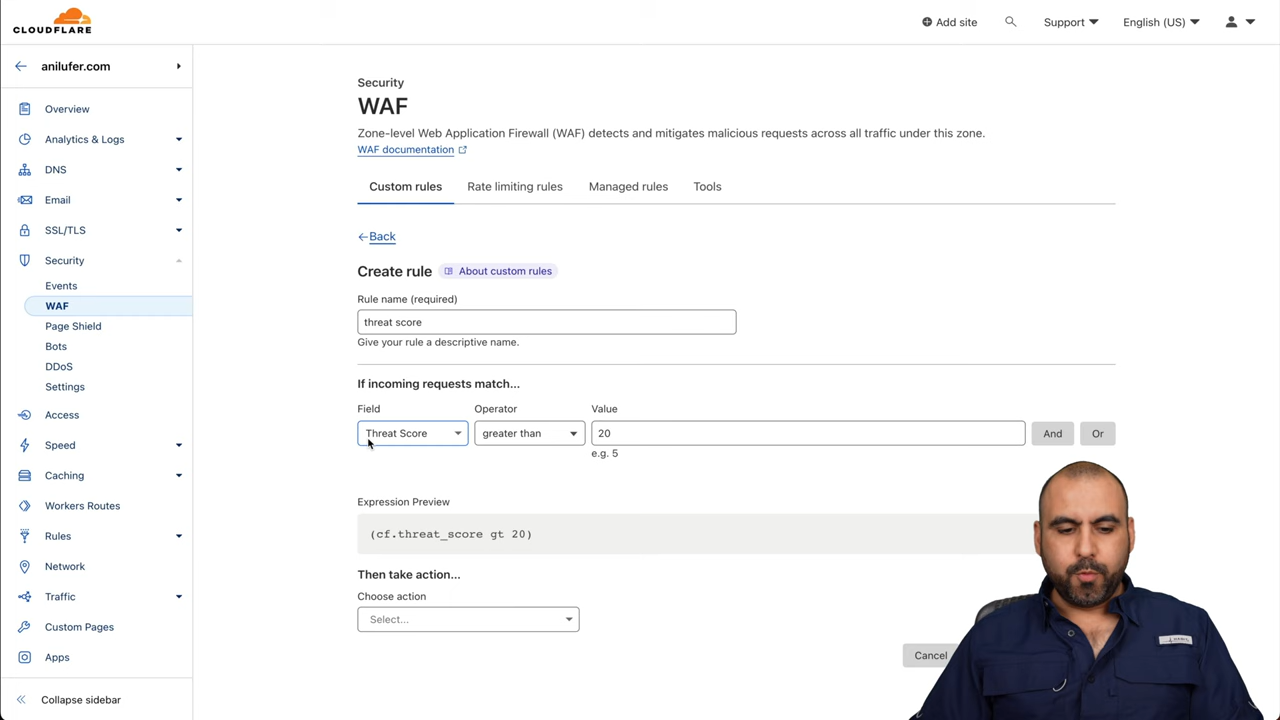 CLOUDFLARE
Add site
Support
English (US)
anilufer.com
Overview
Analytics & Logs
DNS
Email
SSL/TLS
Security
Events
WAF
Page Shield
Bots
DDoS
Settings
Access
Speed
Caching
Workers Routes
Rules
Network
Traffic
Custom Pages
Apps
Collapse sidebar
Security
WAF
Zone-level Web Application Firewall (WAF) detects and mitigates malicious requests across all traffic under this zone.
WAF documentation
Custom rules Rate limiting rules Managed rules Tools
Back
Create rule About custom rules
Rule name (required)
threat score
Give your rule a descriptive name.
If incoming requests match...
Field Operator Value
Threat Score greater than 20 And Or
e.g. 5
Expression Preview
(cf.threat_score gt 20)
Then take action...
Choose action
Select...
Cancel